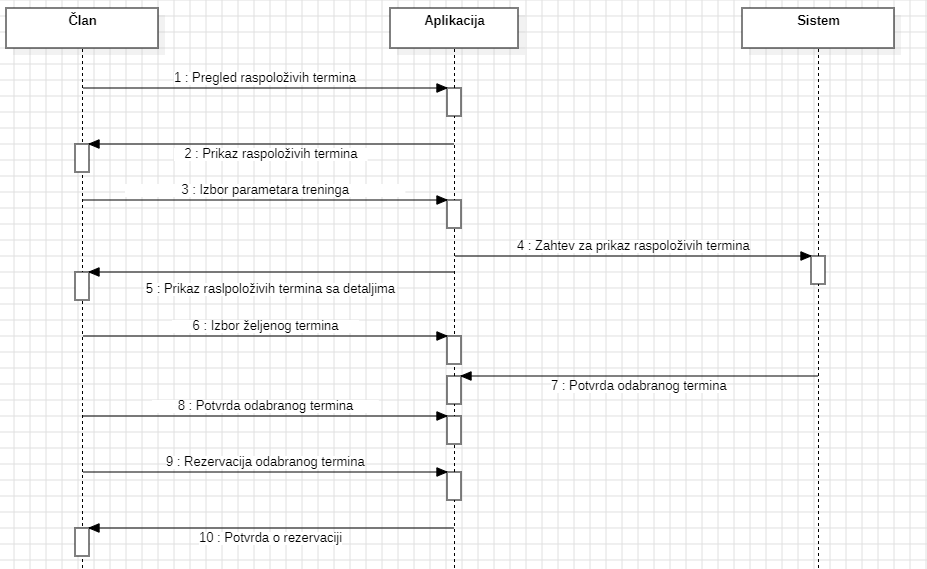 Član
Aplikacija
Sistem
1 : Pregled raspoloživih termina
2 : Prikaz raspoloživih termina
3 : Izbor parametara treninga
4 : Zahtev za prikaz raspoloživih termina
5 : Prikaz raslpoloživih termina sa detaljima
6 : Izbor željenog termina
7 : Potvrda odabranog termina
8 : Potvrda odabranog termina
9 : Rezervacija odabranog termina
10 : Potvrda o rezervaciji